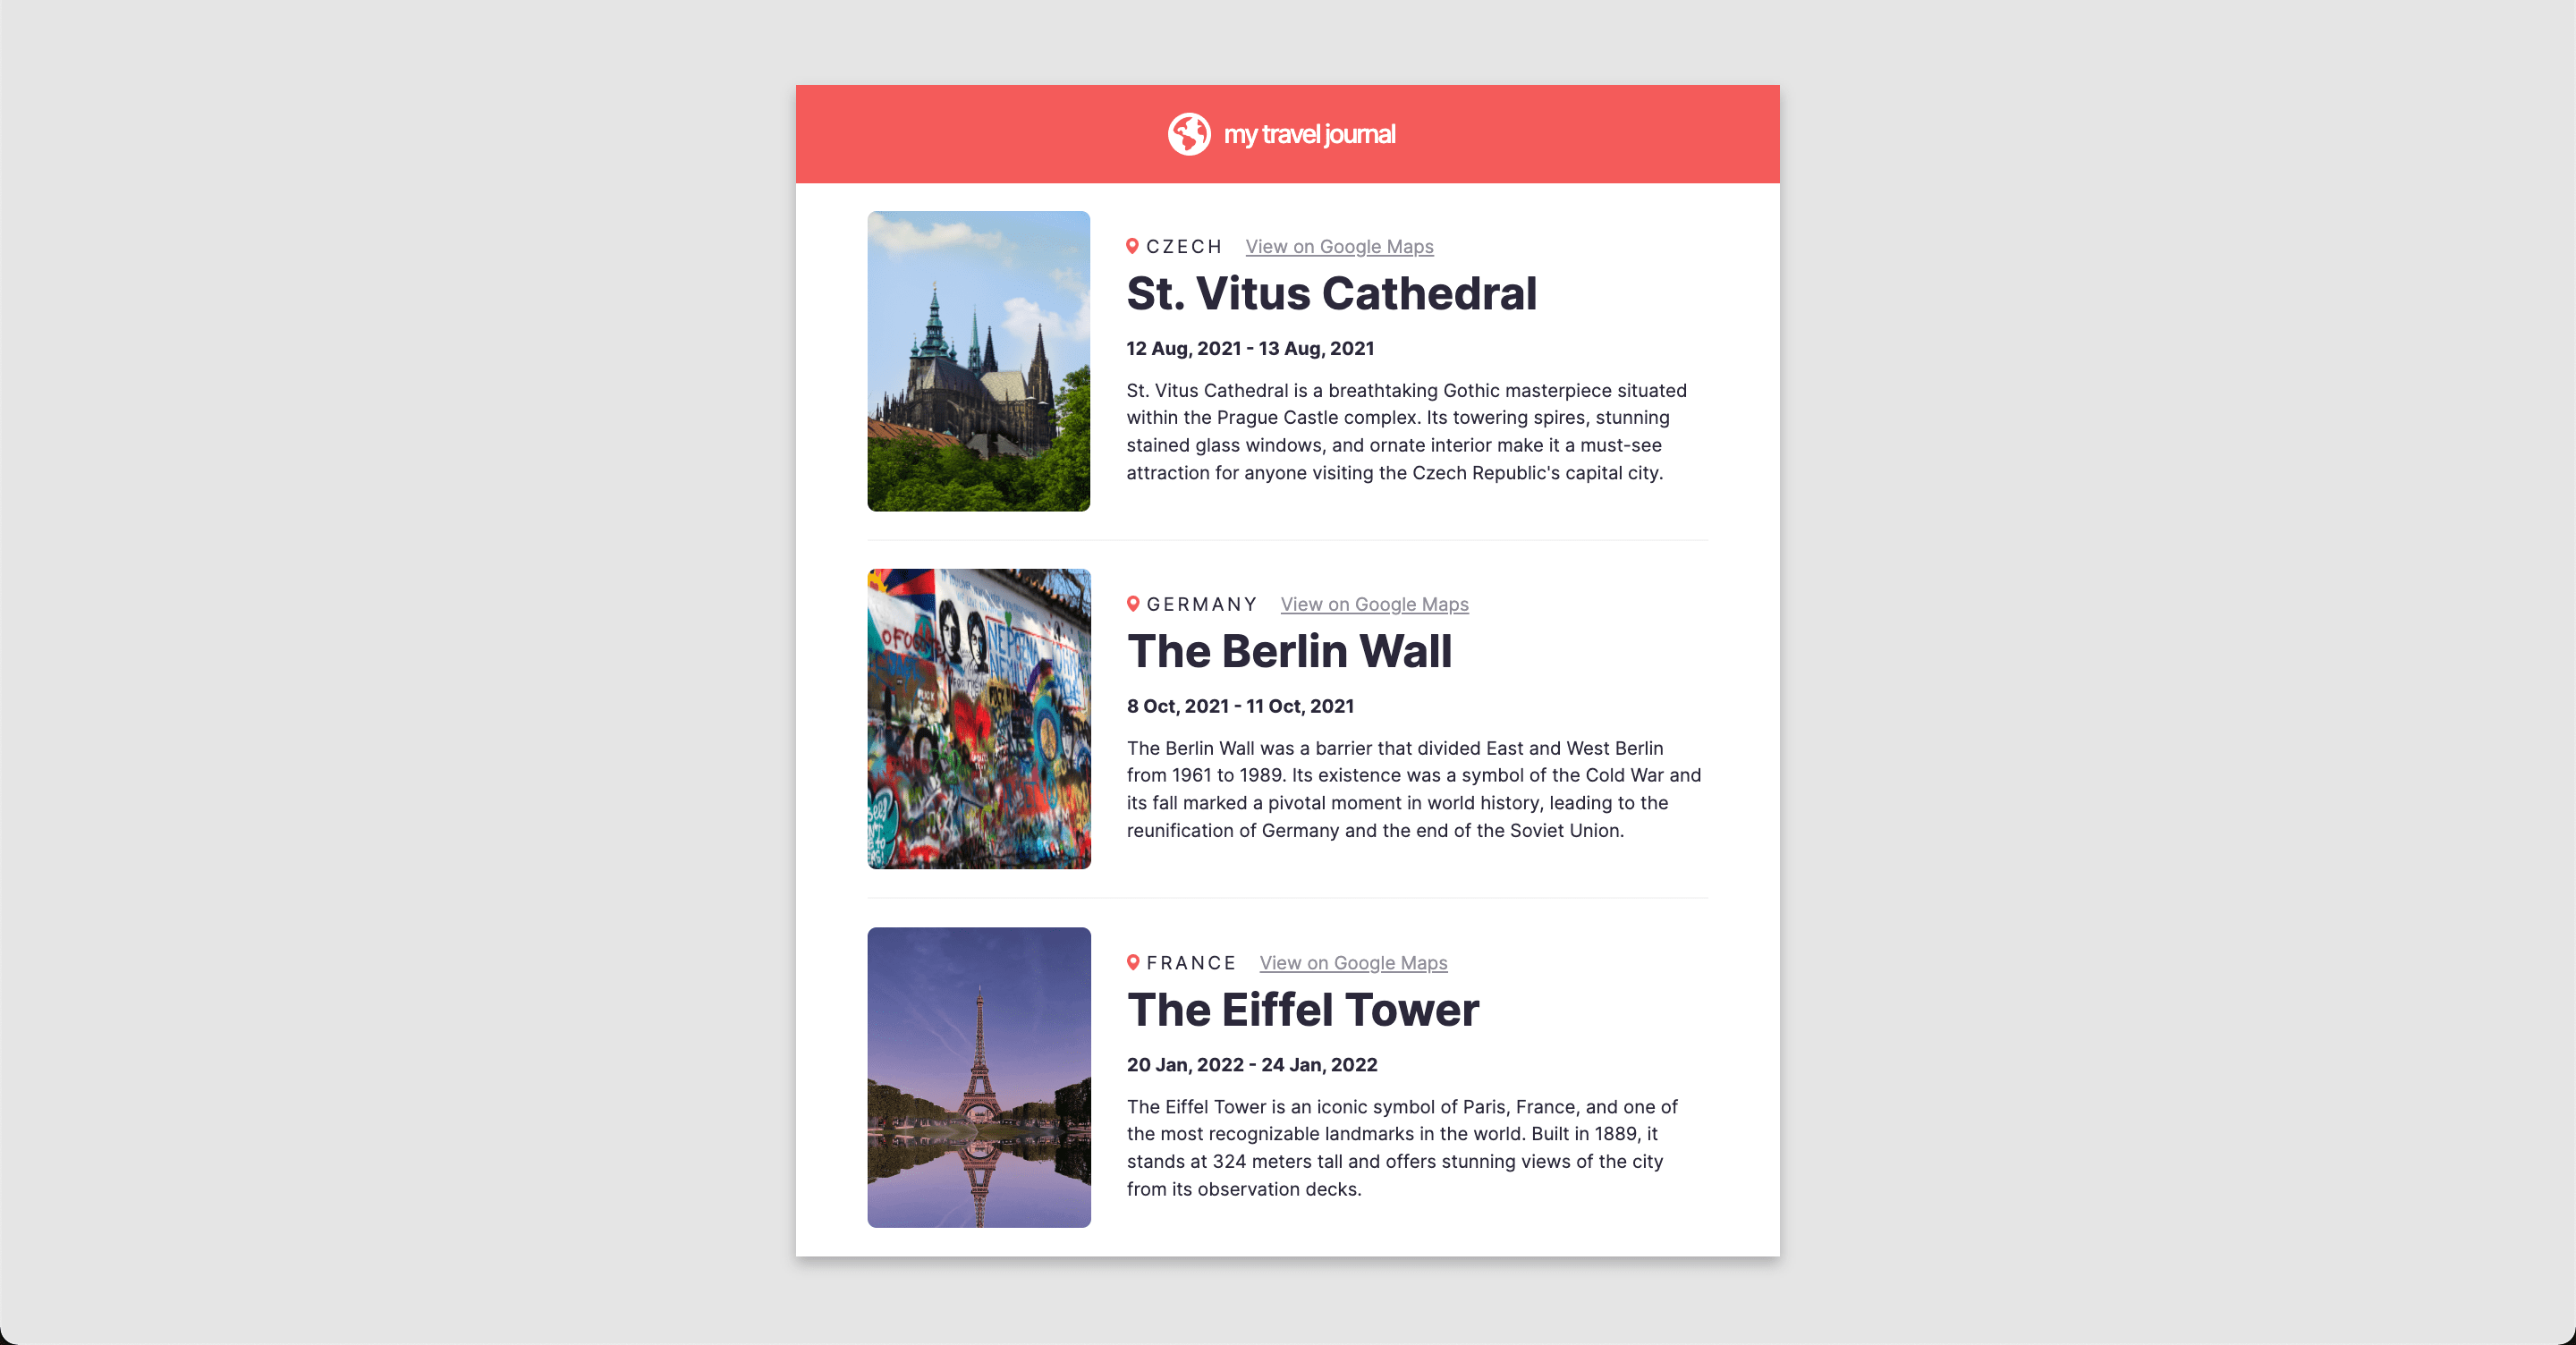 my travel journal
CZECH View on Google Maps
St. Vitus Cathedral
12 Aug, 2021 - 13 Aug, 2021
St. Vitus Cathedral is a breathtaking Gothic masterpiece situated
within the Prague Castle complex. Its towering spires, stunning
stained glass windows, and ornate interior make it a must-see
attraction for anyone visiting the Czech Republic's capital city.
GERMANY View on Google Maps
The Berlin Wall
8 Oct, 2021 - 11 Oct, 2021
The Berlin Wall was a barrier that divided East and West Berlin
from 1961 to 1989. Its existence was a symbol of the Cold War and
its fall marked a pivotal moment in world history, leading to the
reunification of Germany and the end of the Soviet Union.
FRANCE View on Google Maps
The Eiffel Tower
20 Jan, 2022 - 24 Jan, 2022
The Eiffel Tower is an iconic symbol of Paris, France, and one of
the most recognizable landmarks in the world. Built in 1889, it
stands at 324 meters tall and offers stunning views of the city
from its observation decks.